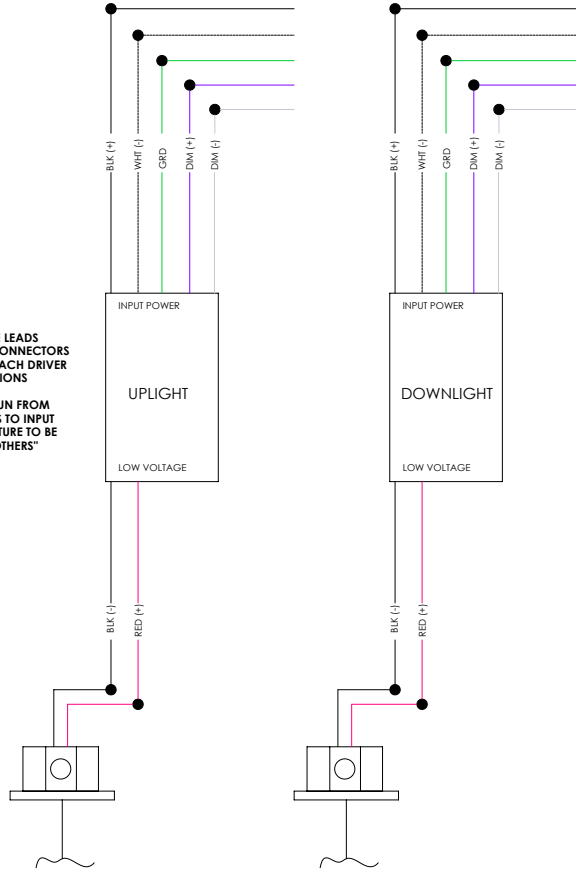 BLK (+)
WHT (-)
GRD
DIM (+)
DIM (-)
BLK (+)
WHT (-)
GRD
DIM (+)
DIM (-)
INPUT POWER
UPLIGHT
LOW VOLTAGE
INPUT POWER
DOWNLIGHT
LOW VOLTAGE
LEADS
ONNECTORS
ACH DRIVER
IONS
UN FROM
S TO INPUT
TURE TO BE
OTHERS"
BLK (-)
RED (+)
BLK (-)
RED (+)